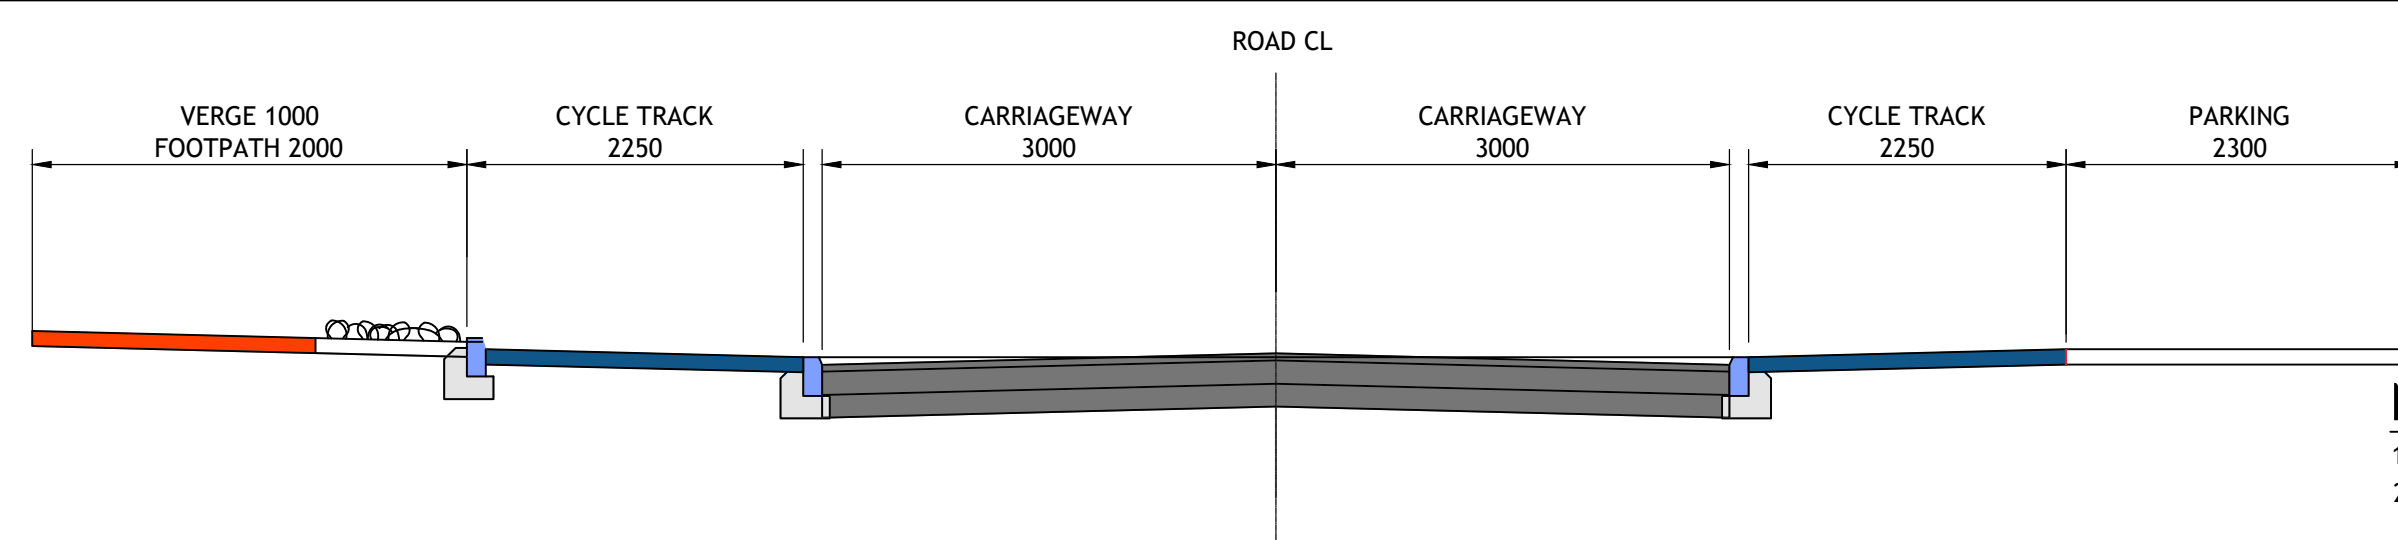 ROAD CL
VERGE 1000
FOOTPATH 2000
CYCLE TRACK
2250
CARRIAGEWAY
3000
CARRIAGEWAY
3000
CYCLE TRACK
2250
PARKING
2300